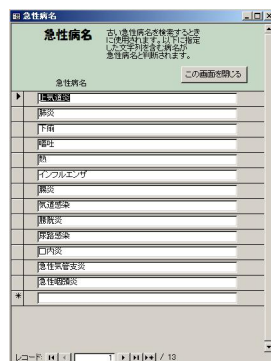 急性病名
急性病名
古い急性病名を検索するとき
に使用されます。以下に指定
した文字列を含む病名が
急性病名と判断されます。
この画面を閉じる
急性病名
上気道炎
肺炎
下痢
嘔吐
熱
インフルエンザ
腸炎
気道感染
膀胱炎
尿路感染
口内炎
急性気管支炎
急性咽頭炎
レコード: 1 / 13